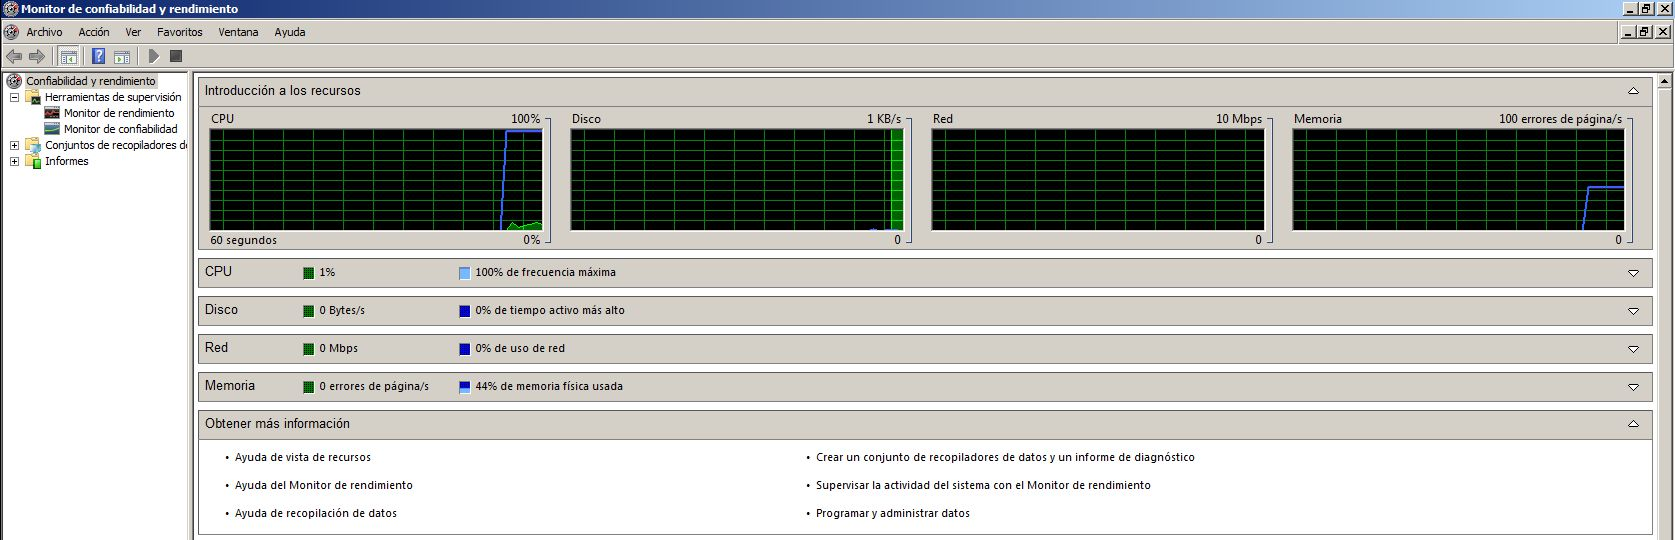 Monitor de confiabilidad y rendimiento
Archivo Acción Ver Favoritos Ventana Ayuda
Confiabilidad y rendimiento
Herramientas de supervisión
Monitor de rendimiento
Monitor de confiabilidad
Conjuntos de recopiladores de
Informes
Introducción a los recursos
CPU 100% Disco 1 KB/s Red 10 Mbps Memoria 100 errores de página/s
60 segundos 0% 0 0 0
CPU 1% 100% de frecuencia máxima
Disco 0 Bytes/s 0% de tiempo activo más alto
Red 0 Mbps 0% de uso de red
Memoria 0 errores de página/s 44% de memoria física usada
Obtener más información
• Ayuda de vista de recursos • Crear un conjunto de recopiladores de datos y un informe de diagnóstico
• Ayuda del Monitor de rendimiento • Supervisar la actividad del sistema con el Monitor de rendimiento
• Ayuda de recopilación de datos • Programar y administrar datos